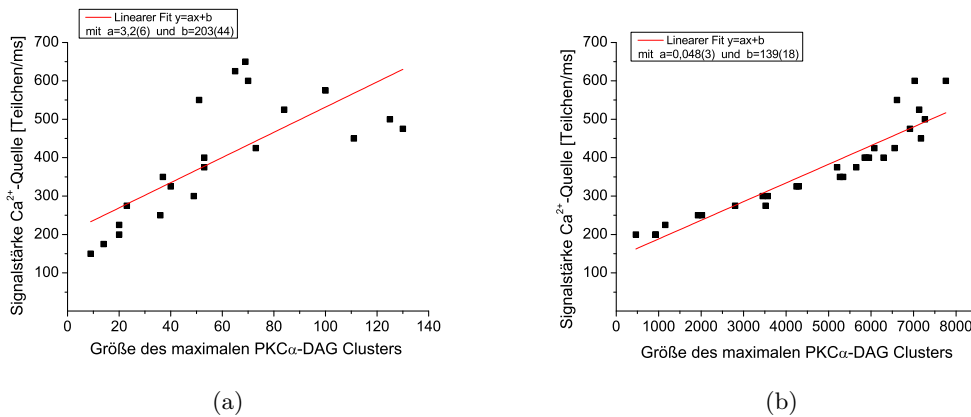 Linearer Fit y=ax+b
mit a=3,2(6) und b=203(44)
700
600
500
400
300
200
100
0 20 40 60 80 100 120 140
Signalstärke Ca²⁺-Quelle [Teilchen/ms]
Größe des maximalen PKCα-DAG Clusters
(a)
Linearer Fit y=ax+b
mit a=0,048(3) und b=139(18)
700
600
500
400
300
200
100
0 1000 2000 3000 4000 5000 6000 7000 8000
Signalstärke Ca²⁺-Quelle [Teilchen/ms]
Größe des maximalen PKCα-DAG Clusters
(b)